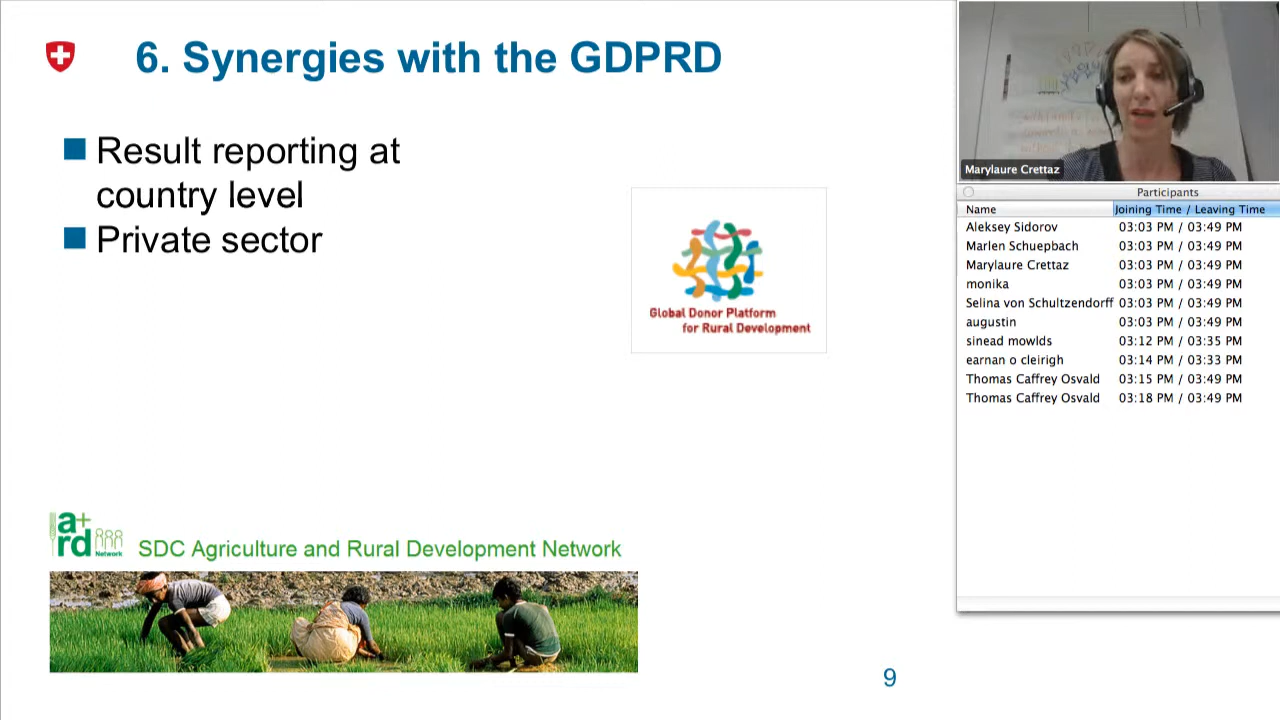 6. Synergies with the GDPRD
Result reporting at
country level
Private sector
Global Donor Platform
for Rural Development
a+
rd
Network
SDC Agriculture and Rural Development Network
9
Marylaure Crettaz
Participants
Name Joining Time / Leaving Time
Aleksey Sidorov 03:03 PM / 03:49 PM
Marlen Schuepbach 03:03 PM / 03:49 PM
Marylaure Crettaz 03:03 PM / 03:49 PM
monika 03:03 PM / 03:49 PM
Selina von Schultzendorff 03:03 PM / 03:49 PM
augustin 03:03 PM / 03:49 PM
sinead mowlds 03:12 PM / 03:35 PM
earnan o cleirigh 03:14 PM / 03:33 PM
Thomas Caffrey Osvald 03:15 PM / 03:49 PM
Thomas Caffrey Osvald 03:18 PM / 03:49 PM